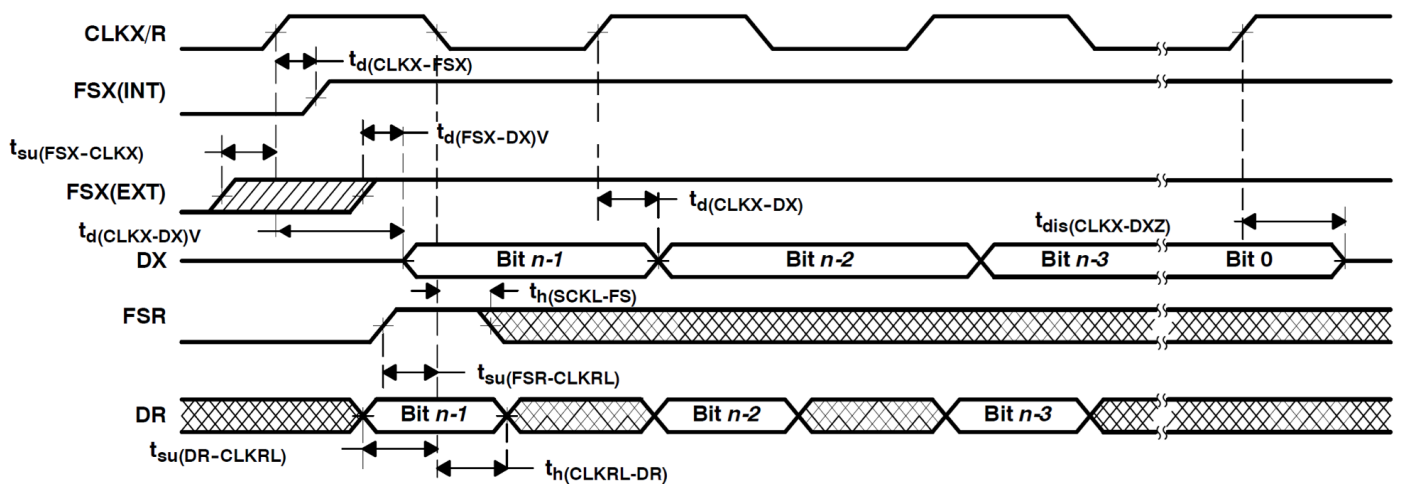 CLKX/R
td(CLKX-FSX)
FSX(INT)
td(FSX-DX)V
tsu(FSX-CLKX)
FSX(EXT)
td(CLKX-DX)
td(CLKX-DX)V
tdis(CLKX-DXZ)
DX
Bit n-1
Bit n-2
Bit n-3
Bit 0
th(SCKL-FS)
FSR
tsu(FSR-CLKRL)
DR
Bit n-1
Bit n-2
Bit n-3
tsu(DR-CLKRL)
th(CLKRL-DR)